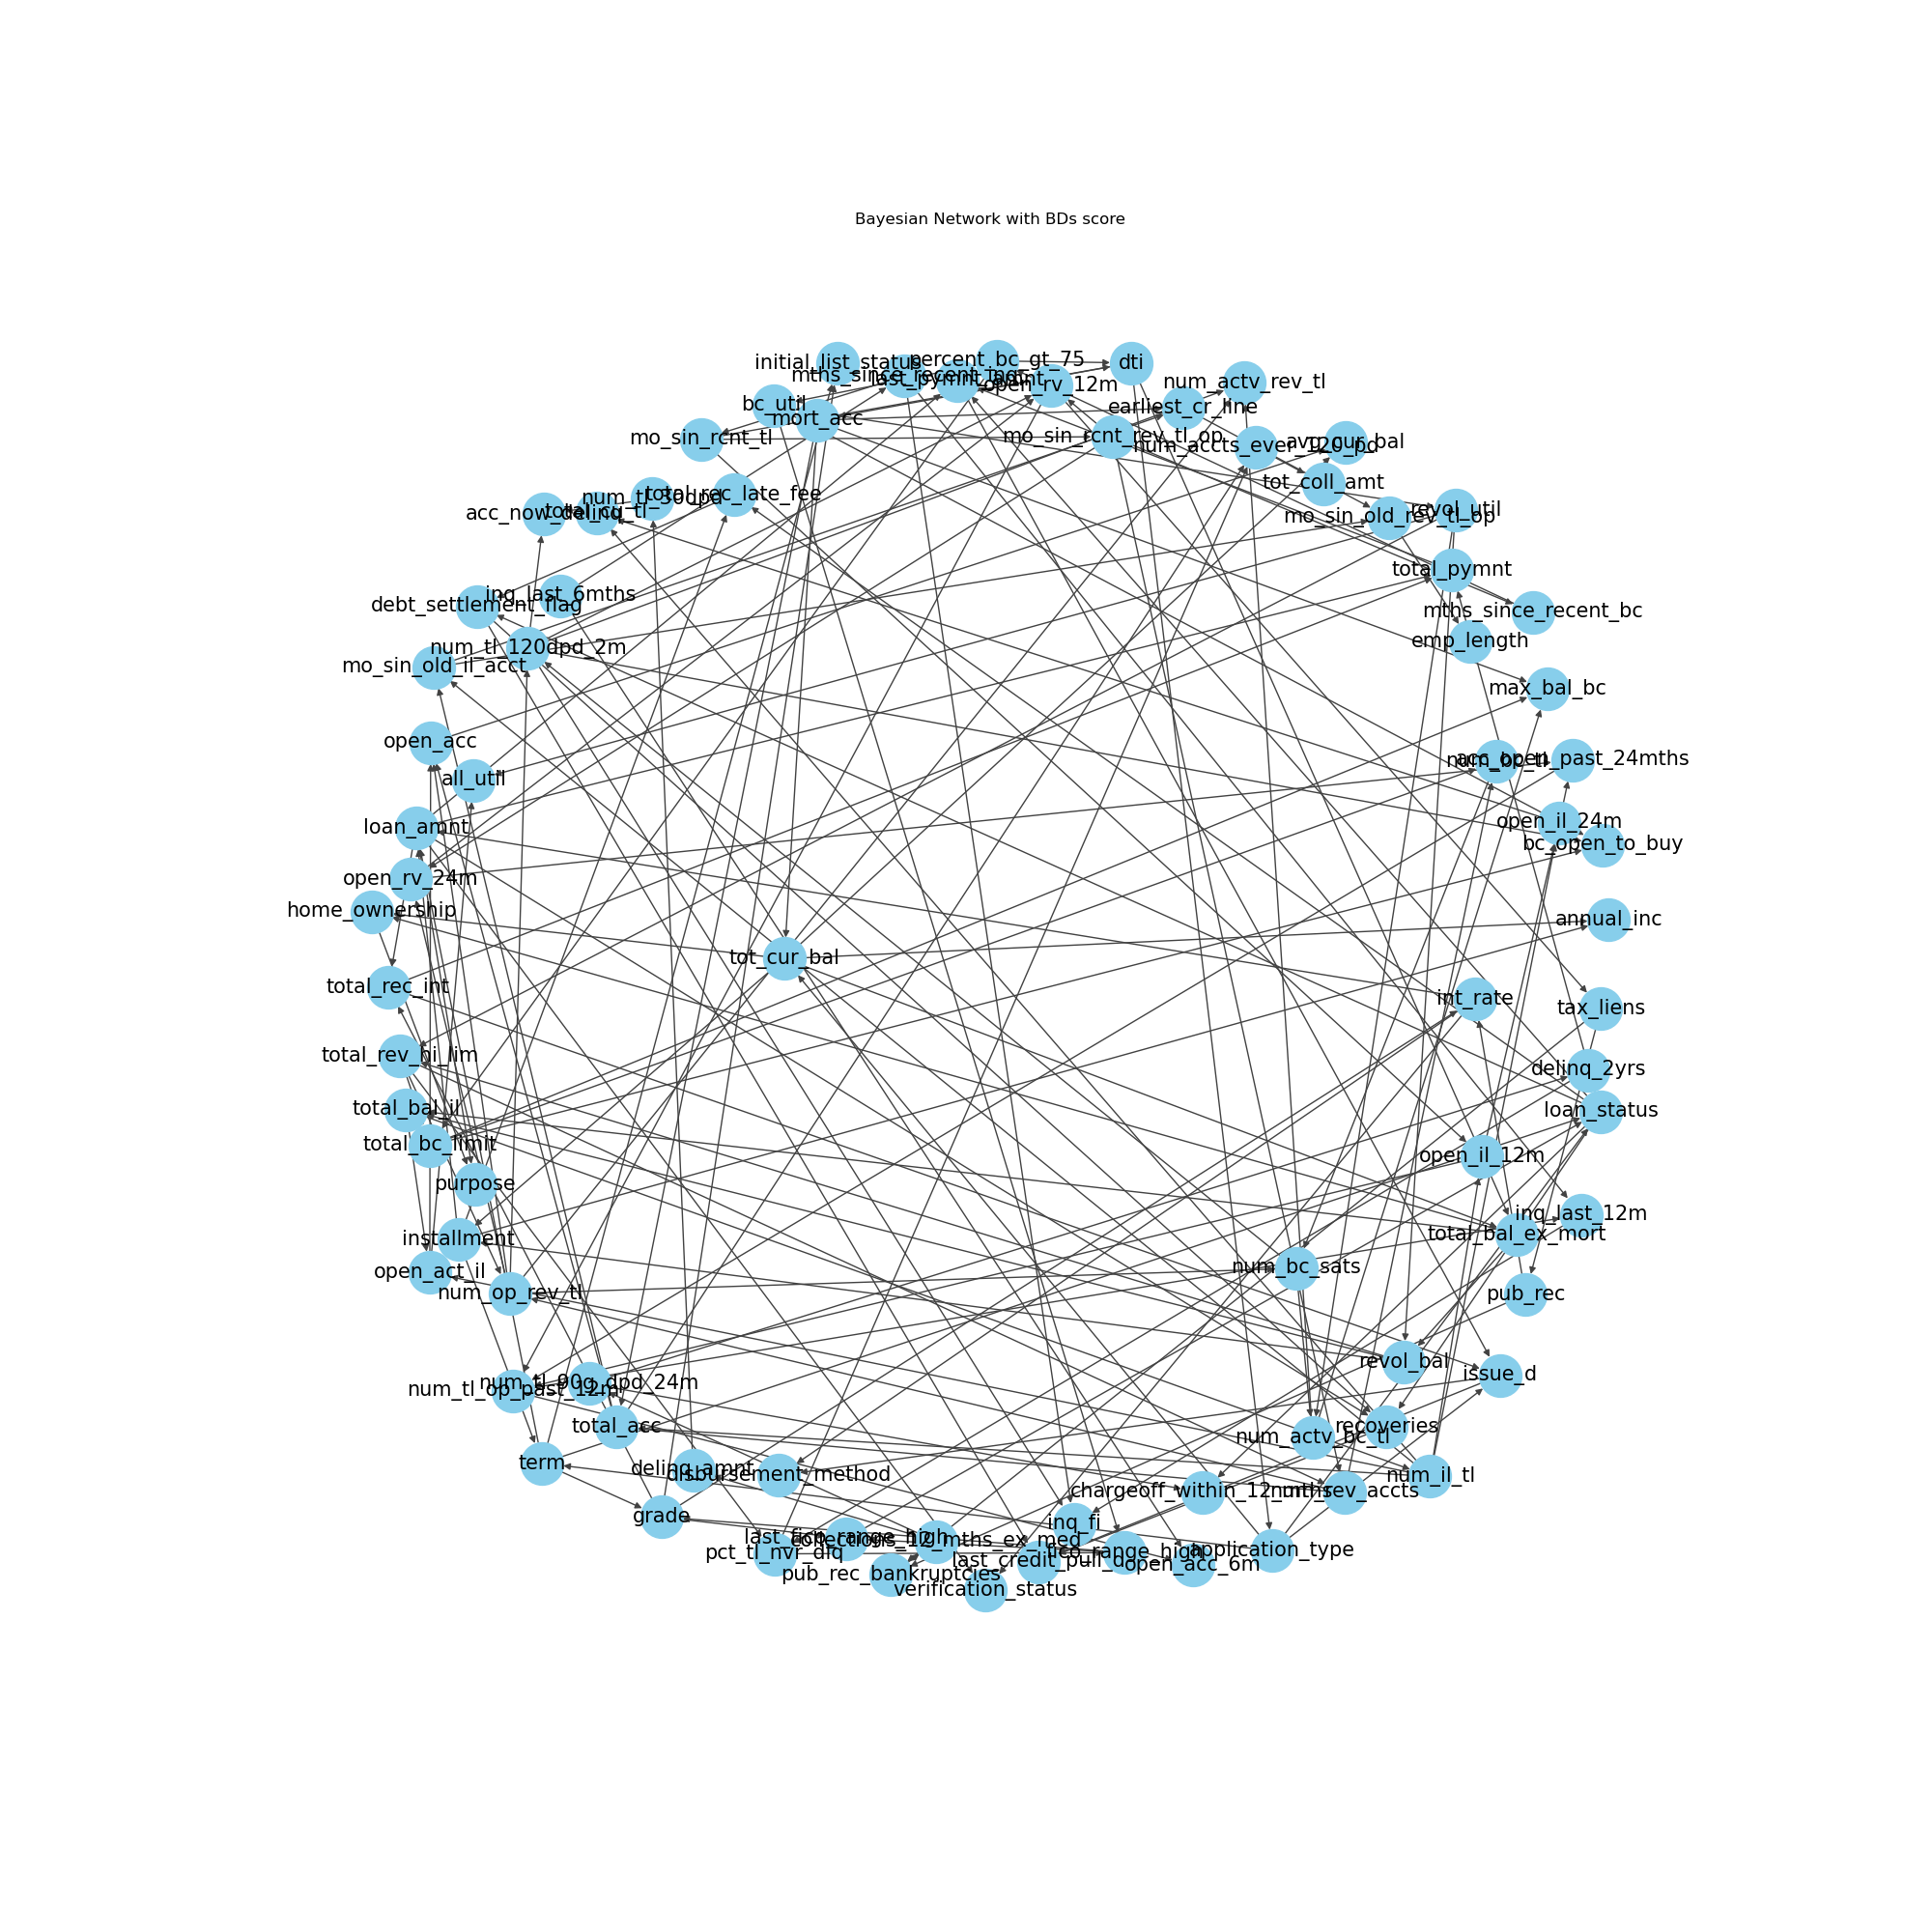 Bayesian Network with BDs score
initial_list_status
percent_bc_gt_75
dti
mths_since_recent_inq
last_pymnt_amnt
open_rv_12m
num_actv_rev_tl
bc_util
earliest_cr_line
mort_acc
mo_sin_rcnt_tl
mo_sin_rcnt_rev_tl_op
num_accts_ever_120_pd
avg_cur_bal
tot_coll_amt
num_tl_30dpd
total_rec_late_fee
acc_now_delinq
total_cu_tl
mo_sin_old_rev_tl_op
revol_util
total_pymnt
inq_last_6mths
debt_settlement_flag
mths_since_recent_bc
emp_length
num_tl_120dpd_2m
mo_sin_old_il_acct
max_bal_bc
open_acc
num_bc_tl
acc_open_past_24mths
all_util
loan_amnt
open_il_24m
bc_open_to_buy
open_rv_24m
home_ownership
annual_inc
tot_cur_bal
total_rec_int
int_rate
tax_liens
total_rev_hi_lim
delinq_2yrs
total_bal_il
loan_status
total_bc_limit
open_il_12m
purpose
inq_last_12m
installment
total_bal_ex_mort
open_act_il
num_bc_sats
num_op_rev_tl
pub_rec
revol_bal
issue_d
num_tl_90g_dpd_24m
num_tl_op_past_12m
total_acc
recoveries
num_actv_bc_tl
term
delinq_amnt
disbursement_method
num_il_tl
chargeoff_within_12_mths
num_rev_accts
grade
inq_fi
last_fico_range_high
collections_12_mths_ex_med
pct_tl_nvr_dlq
fico_range_high
application_type
last_credit_pull_d
open_acc_6m
pub_rec_bankruptcies
verification_status